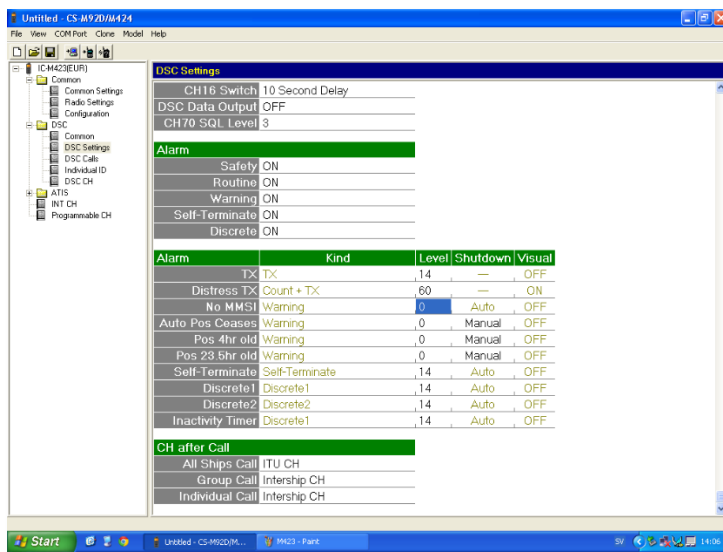 Untitled - CS-M92D/M424
File View COM Port Clone Model Help
IC-M423(EUR)
Common
Common Settings
Radio Settings
Configuration
DSC
Common
DSC Settings
DSC Calls
Individual ID
DSC CH
ATIS
INT CH
Programmable CH
DSC Settings
CH16 Switch 10 Second Delay
DSC Data Output OFF
CH70 SQL Level 3
Alarm
Safety ON
Routine ON
Warning ON
Self-Terminate ON
Discrete ON
Alarm Kind Level Shutdown Visual
TX TX 14 — OFF
Distress TX Count + TX 60 — ON
No MMSI Warning 0 Auto OFF
Auto Pos Ceases Warning 0 Manual OFF
Pos 4hr old Warning 0 Manual OFF
Pos 23.5hr old Warning 0 Manual OFF
Self-Terminate Self-Terminate 14 Auto OFF
Discrete1 Discrete1 14 Auto OFF
Discrete2 Discrete2 14 Auto OFF
Inactivity Timer Discrete1 14 Auto OFF
CH after Call
All Ships Call ITU CH
Group Call Intership CH
Individual Call Intership CH
Start Untitled - CS-M92D/M... M423 - Paint SV 14:06